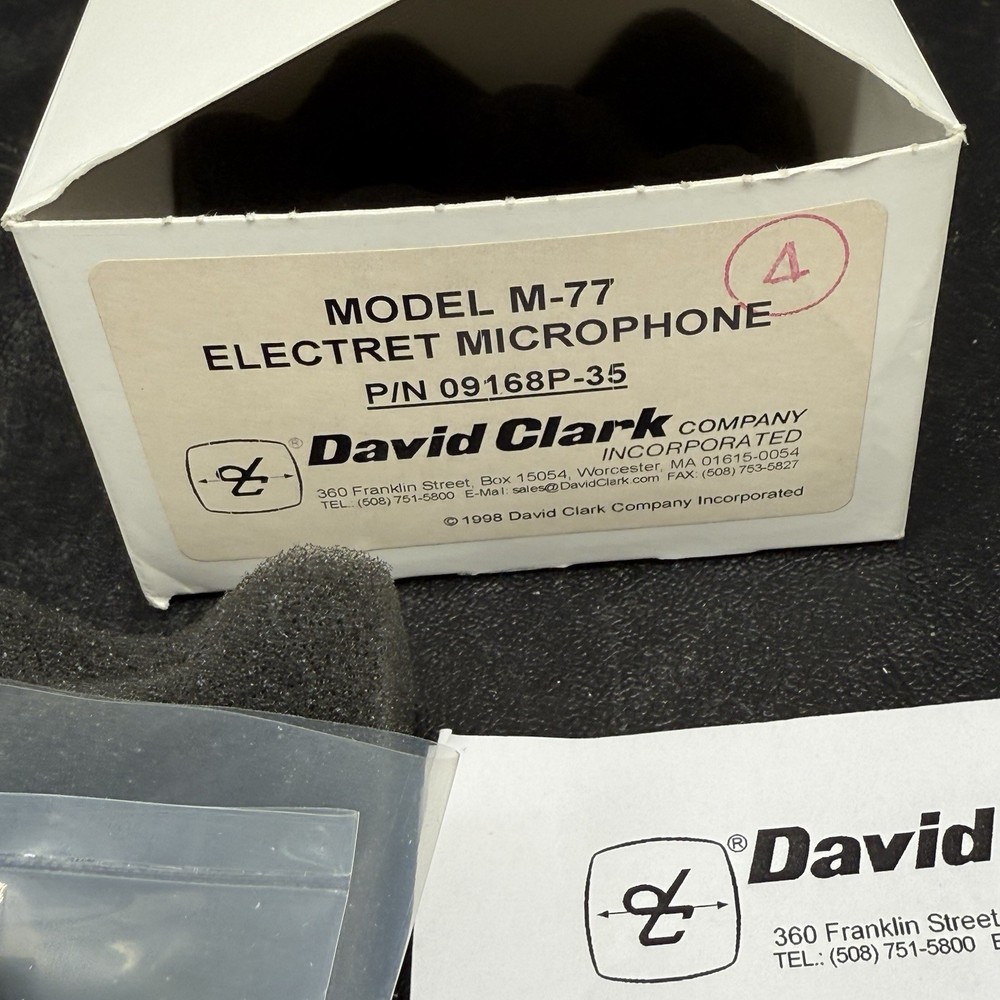 4
MODEL M-77
ELECTRET MICROPHONE
P/N 09168P-35
® David Clark COMPANY
INCORPORATED
360 Franklin Street, Box 15054, Worcester, MA 01615-0054
TEL.: (508) 751-5800 E-Mail: sales@DavidClark.com FAX: (508) 753-5827
© 1998 David Clark Company Incorporated
® David
360 Franklin Street
TEL.: (508) 751-5800 E